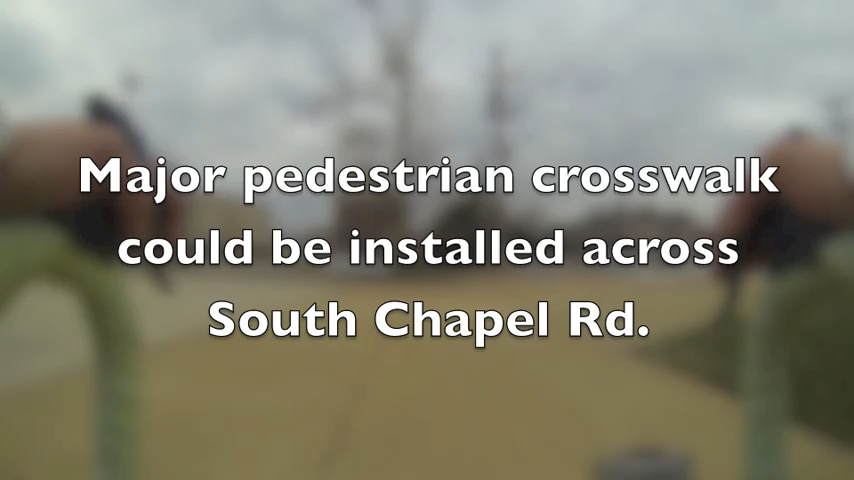 Major pedestrian crosswalk
could be installed across
South Chapel Rd.